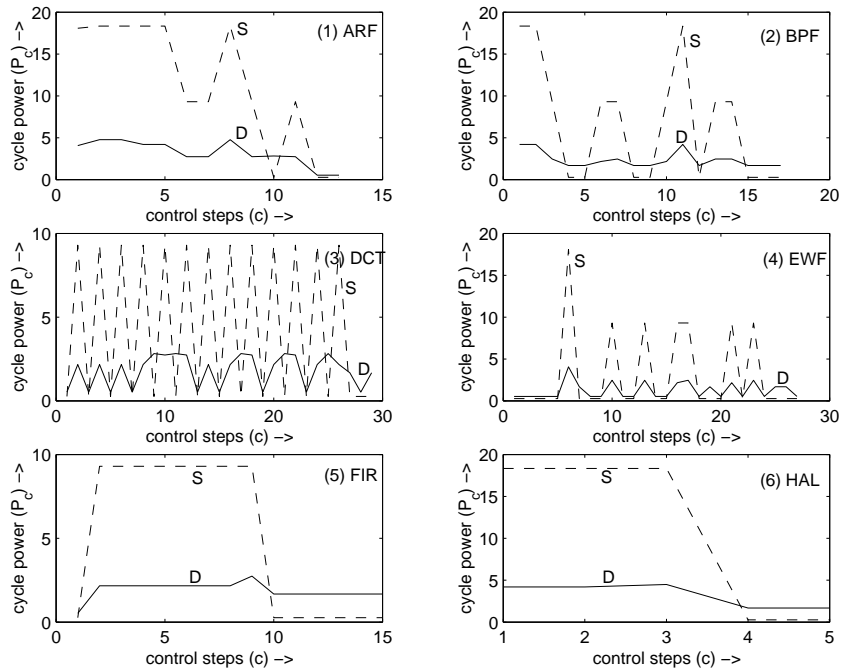 20
15
10
5
0
0
5
10
15
cycle power (P_c) −>
control steps (c) −>
(1) ARF
S
D
20
15
10
5
0
0
5
10
15
20
cycle power (P_c) −>
control steps (c) −>
(2) BPF
S
D
10
5
0
0
10
20
30
cycle power (P_c) −>
control steps (c) −>
(3) DCT
S
D
20
15
10
5
0
0
10
20
30
cycle power (P_c) −>
control steps (c) −>
(4) EWF
S
D
10
5
0
0
5
10
15
cycle power (P_c) −>
control steps (c) −>
(5) FIR
S
D
20
15
10
5
0
1
2
3
4
5
cycle power (P_c) −>
control steps (c) −>
(6) HAL
S
D